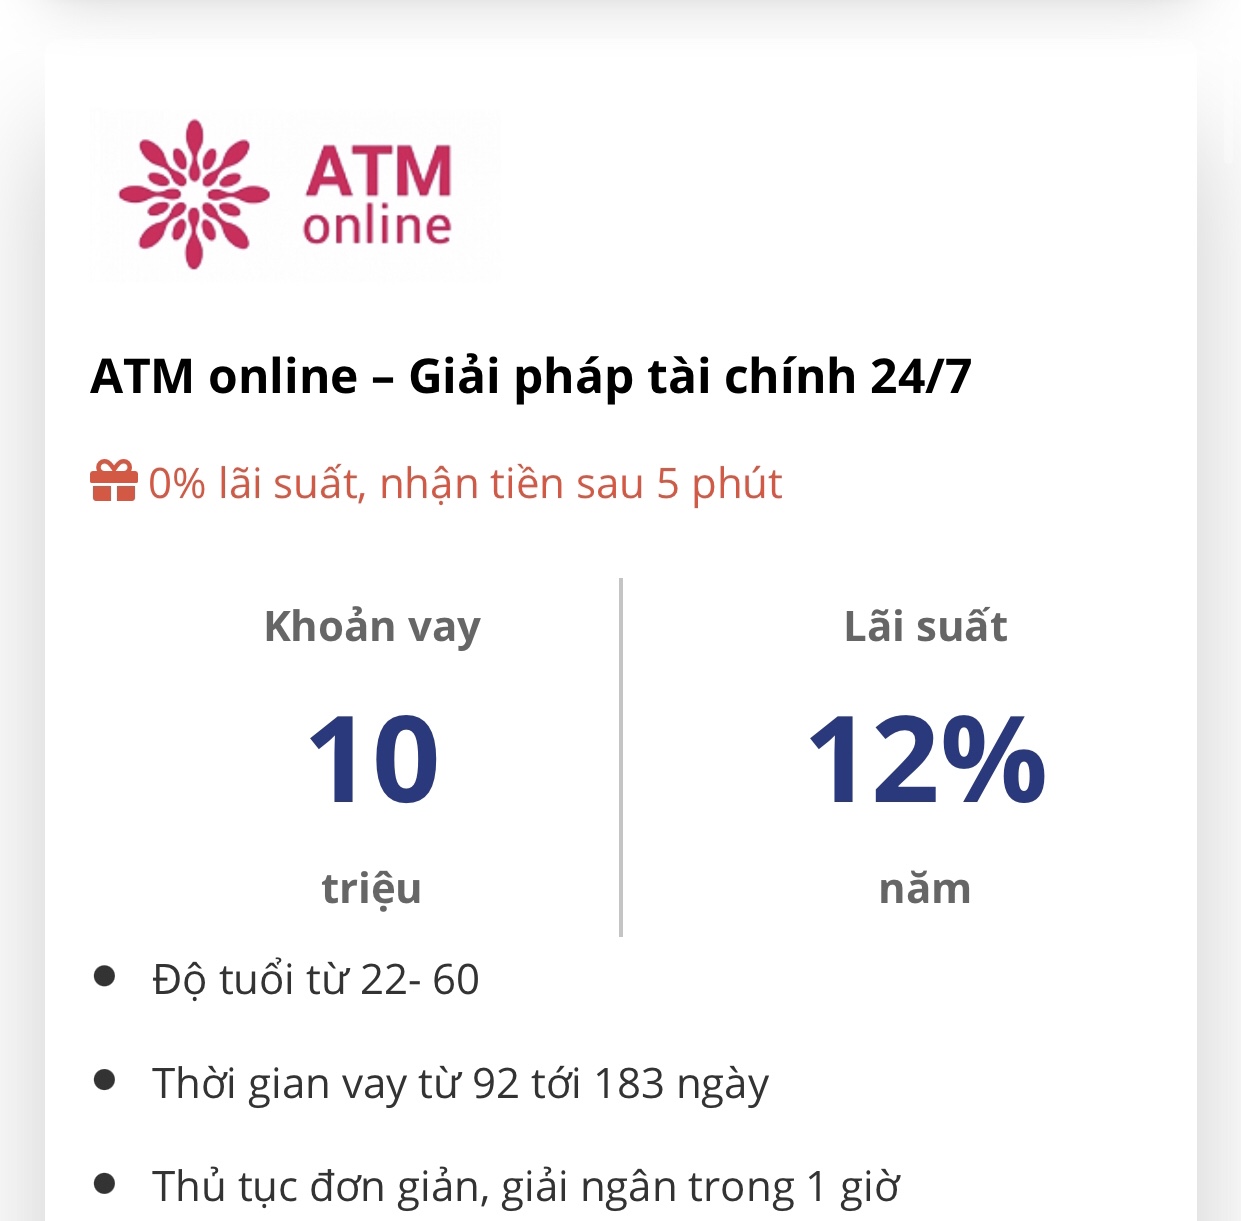 ATM
online
ATM online – Giải pháp tài chính 24/7
0% lãi suất, nhận tiền sau 5 phút
Khoản vay
10
triệu
Lãi suất
12%
năm
Độ tuổi từ 22- 60
Thời gian vay từ 92 tới 183 ngày
Thủ tục đơn giản, giải ngân trong 1 giờ